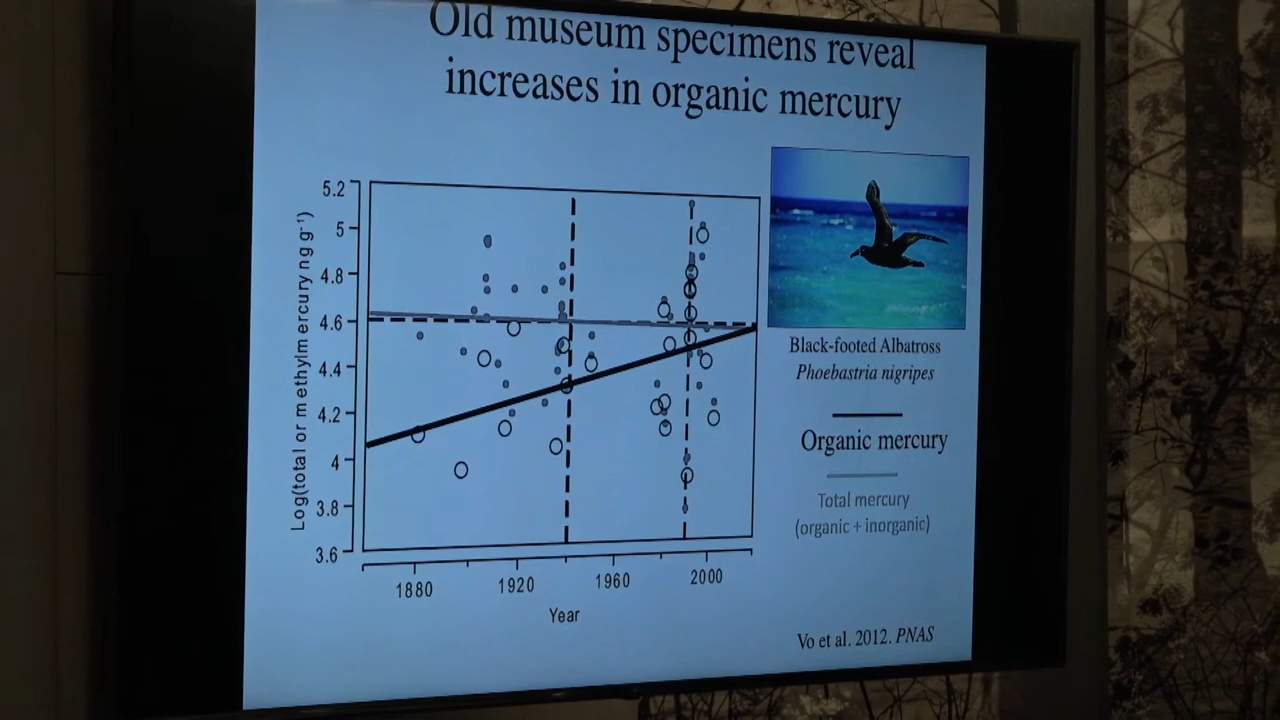 Old museum specimens reveal
increases in organic mercury
Log(total or methylmercury ng g⁻¹)
5.2
5
4.8
4.6
4.4
4.2
4
3.8
3.6
1880
1920
1960
2000
Year
Black-footed Albatross
Phoebastria nigripes
Organic mercury
Total mercury
(organic + inorganic)
Vo et al. 2012. PNAS